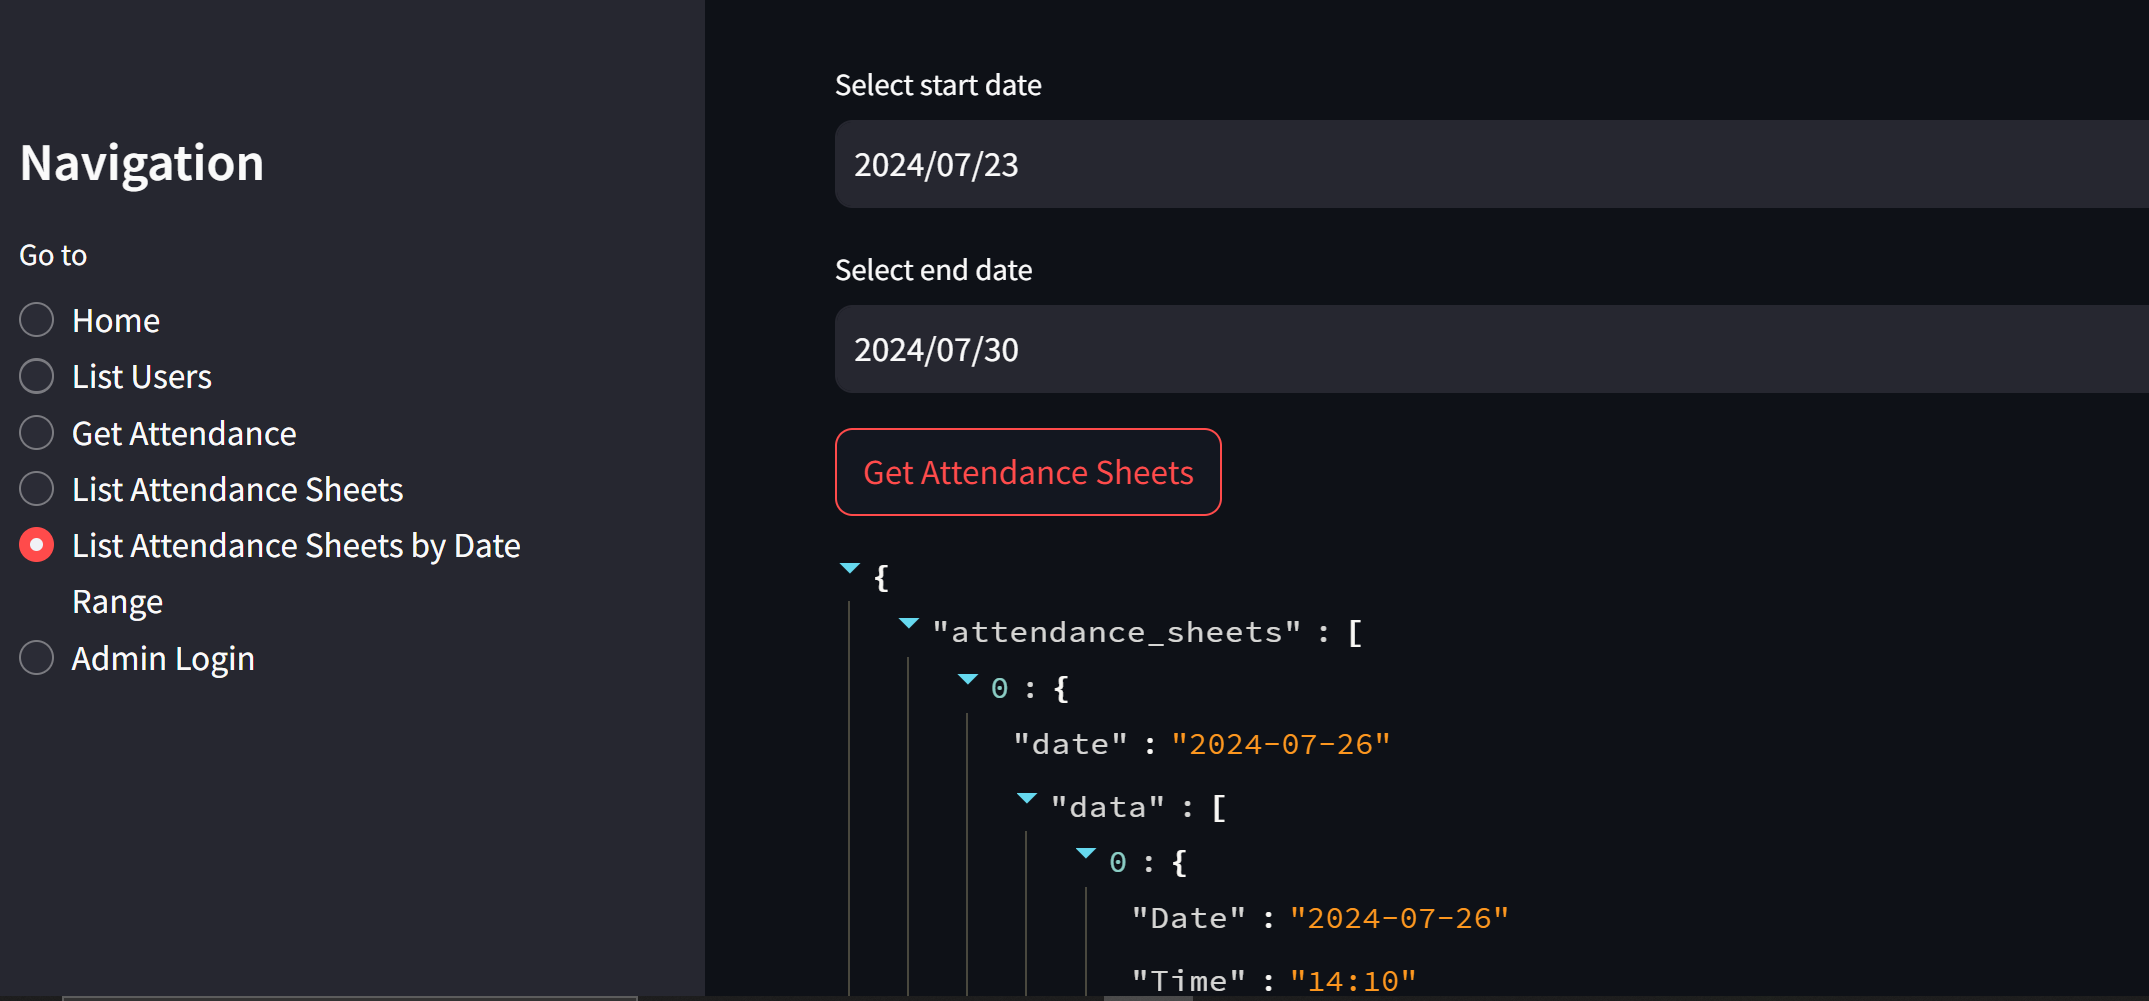 Navigation
Go to
Home
List Users
Get Attendance
List Attendance Sheets
List Attendance Sheets by Date
Range
Admin Login
Select start date
2024/07/23
Select end date
2024/07/30
Get Attendance Sheets
{
"attendance_sheets" : [
0 : {
"date" : "2024-07-26"
"data" : [
0 : {
"Date" : "2024-07-26"
"Time" : "14:10"